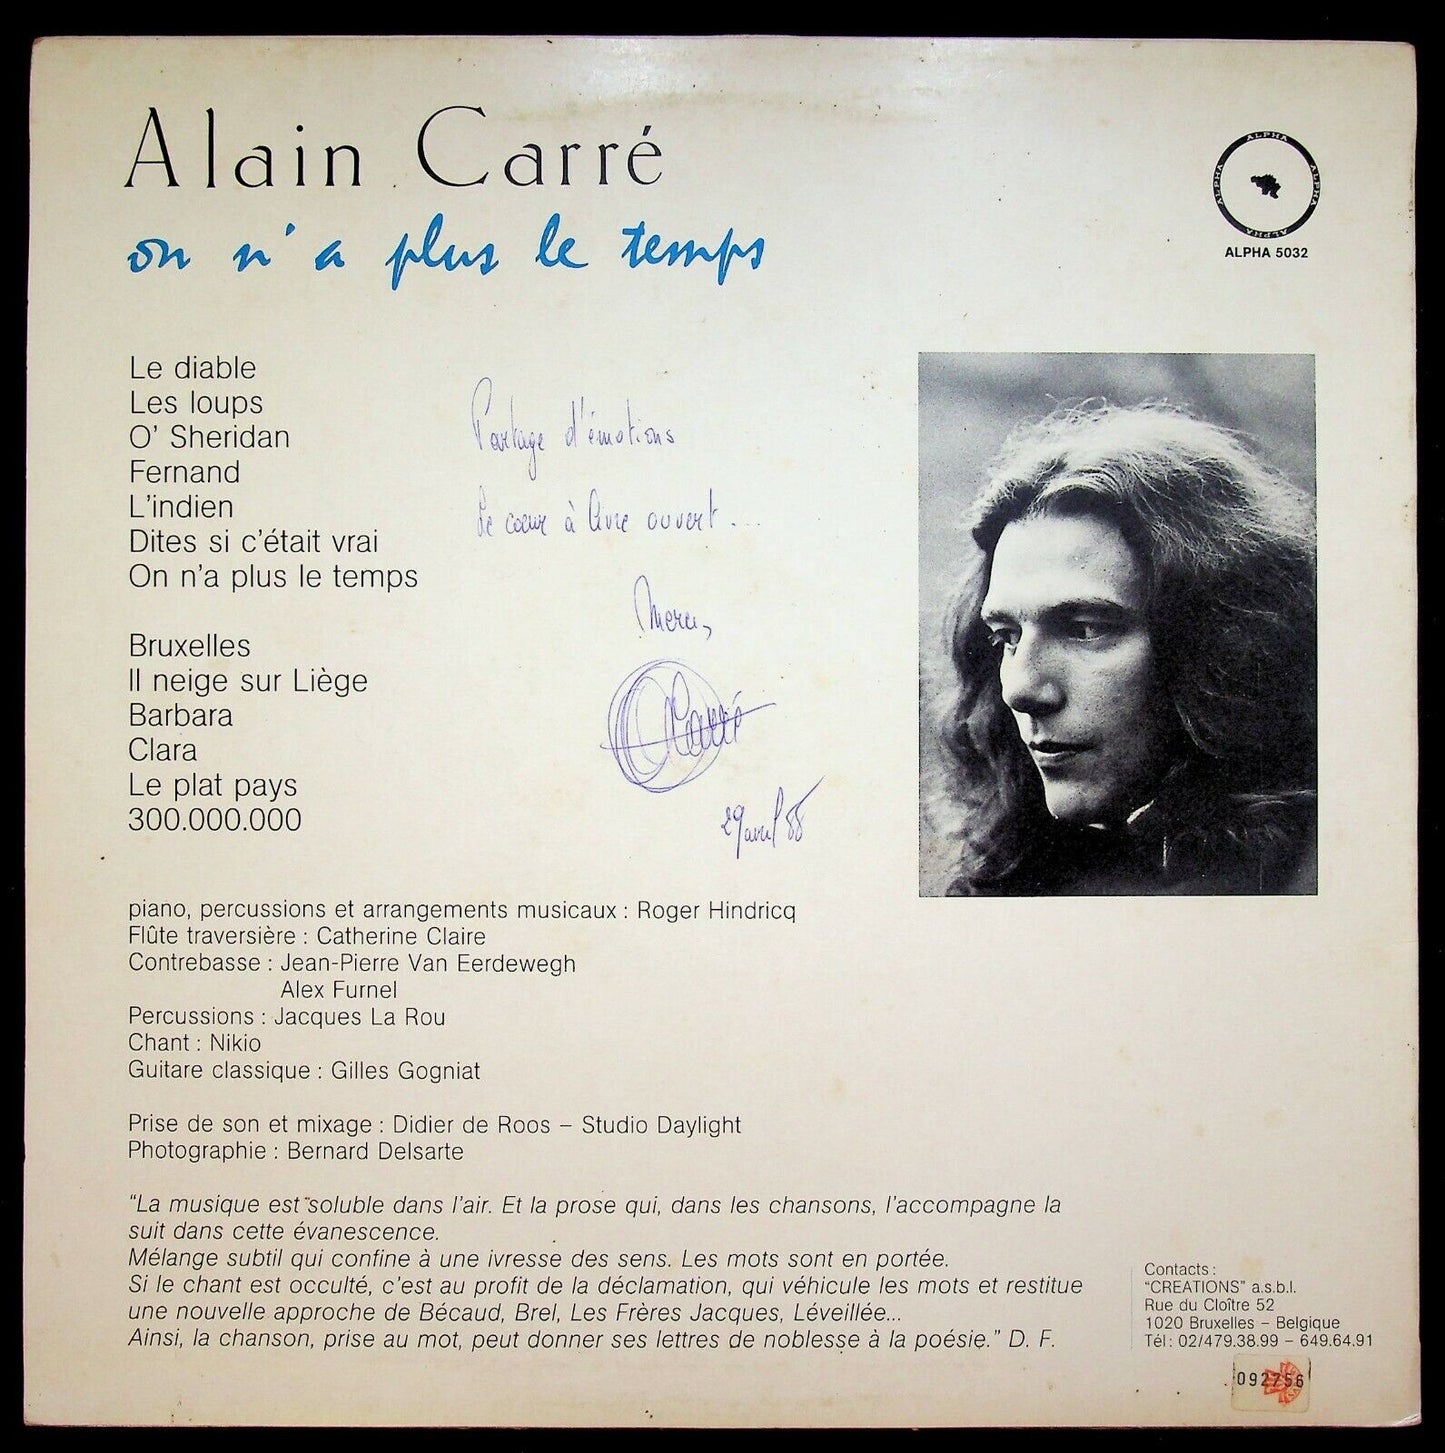 Alain Carré
on n'a plus le temps
ALPHA
ALPHA
ALPHA
ALPHA
ALPHA 5032
Le diable
Les loups
O' Sheridan
Fernand
L'indien
Dites si c'était vrai
On n'a plus le temps
Partage d'émotions
Le coeur à livre ouvert...
Merci,
Carré
29 avril 88
Bruxelles
Il neige sur Liège
Barbara
Clara
Le plat pays
300.000.000
piano, percussions et arrangements musicaux : Roger Hindricq
Flûte traversière : Catherine Claire
Contrebasse : Jean-Pierre Van Eerdewegh
Alex Furnel
Percussions : Jacques La Rou
Chant : Nikio
Guitare classique : Gilles Gogniat
Prise de son et mixage : Didier de Roos – Studio Daylight
Photographie : Bernard Delsarte
“La musique est soluble dans l'air. Et la prose qui, dans les chansons, l'accompagne la
suit dans cette évanescence.
Mélange subtil qui confine à une ivresse des sens. Les mots sont en portée.
Si le chant est occulté, c'est au profit de la déclamation, qui véhicule les mots et restitue
une nouvelle approche de Bécaud, Brel, Les Frères Jacques, Léveillée...
Ainsi, la chanson, prise au mot, peut donner ses lettres de noblesse à la poésie.” D. F.
Contacts :
“CREATIONS” a.s.b.l.
Rue du Cloître 52
1020 Bruxelles – Belgique
Tél : 02/479.38.99 – 649.64.91
092756